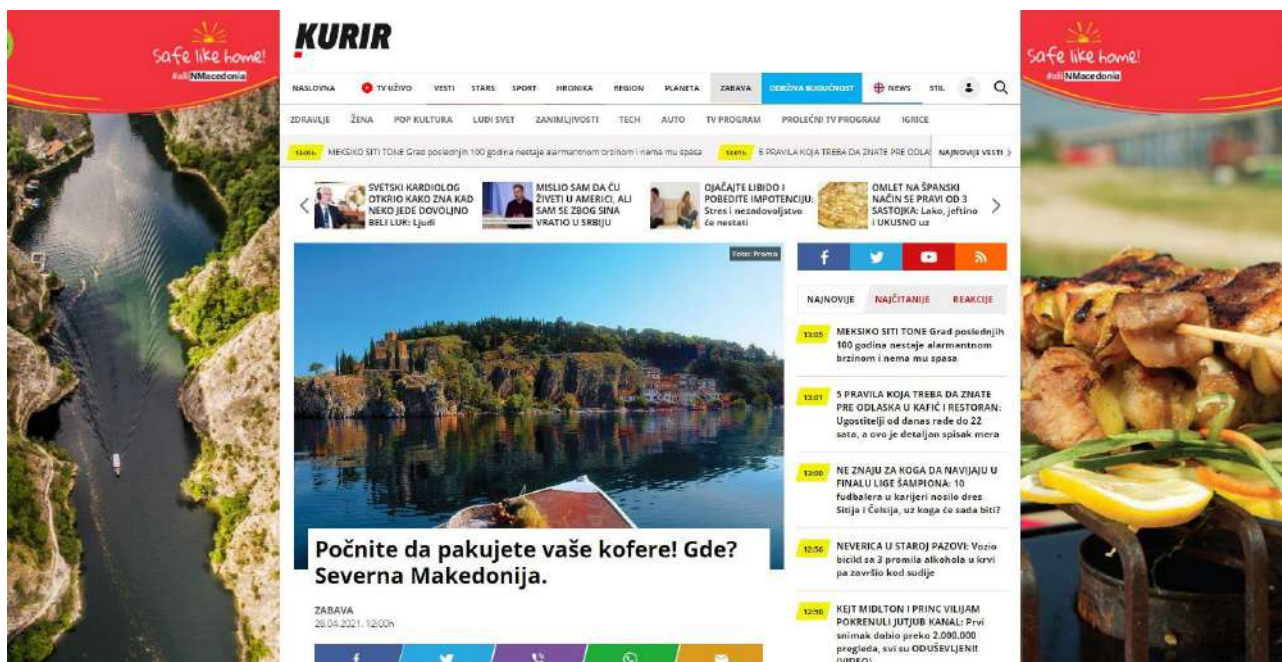 Safe like home!
#allNMacedonia
KURIR
Safe like home!
#allNMacedonia
NASLOVNA TV UŽIVO VESTI STARS SPORT HRONIKA REGION PLANETA ZABAVA ODRŽIVA BUDUĆNOST NEWS STIL
ZDRAVLJE ŽENA POP KULTURA LUDI SVET ZANIMLJIVOSTI TECH AUTO TV PROGRAM PROLEĆNI TV PROGRAM IGRICE
MEKSIKO SITI TONE Grad poslednjih 100 godina nestaje alarmantnom brzinom i nema mu spasa 13:01h 5 PRAVILA KOJA TREBA DA ZNATE PRE ODLA NAJNOVIJE VESTI
SVETSKI KARDIOLOG
OTKRIO KAKO ZNA KAD
NEKO JEDE DOVOLJNO
BELI LUK: Ljudi
MISLIO SAM DA ĆU
ŽIVETI U AMERICI, ALI
SAM SE ZBOG SINA
VRATIO U SRBIJU
OJAČAJTE LIBIDO I
POBEDITE IMPOTENCIJU:
Stres i nezadovoljstvo
će nestati
OMLET NA ŠPANSKI
NAČIN SE PRAVI OD 3
SASTOJKA: Lako, jeftino
i UKUSNO uz
Foto: Promo
Počnite da pakujete vaše kofere! Gde?
Severna Makedonija.
ZABAVA
28.04.2021. 12:00h
NAJNOVIJE NAJČITANIJE REAKCIJE
13:05 MEKSIKO SITI TONE Grad poslednjih
100 godina nestaje alarmantnom
brzinom i nema mu spasa
13:01 5 PRAVILA KOJA TREBA DA ZNATE
PRE ODLASKA U KAFIĆ I RESTORAN:
Ugostitelji od danas rade do 22
sata, a ovo je detaljan spisak mera
13:00 NE ZNAJU ZA KOGA DA NAVIJAJU U
FINALU LIGE ŠAMPIONA: 10
fudbalera u karijeri nosilo dres
Sitija i Čelsija, uz koga će sada biti?
12:56 NEVERICA U STAROJ PAZOVI: Vozio
bicikl sa 3 promila alkohola u krvi
pa završio kod sudije
12:50 KEJT MIDLTON I PRINC VILIJAM
POKRENULI JUTJUB KANAL: Prvi
snimak dobio preko 2.000.000
pregleda, svi su ODUŠEVLJENI!
(VIDEO)